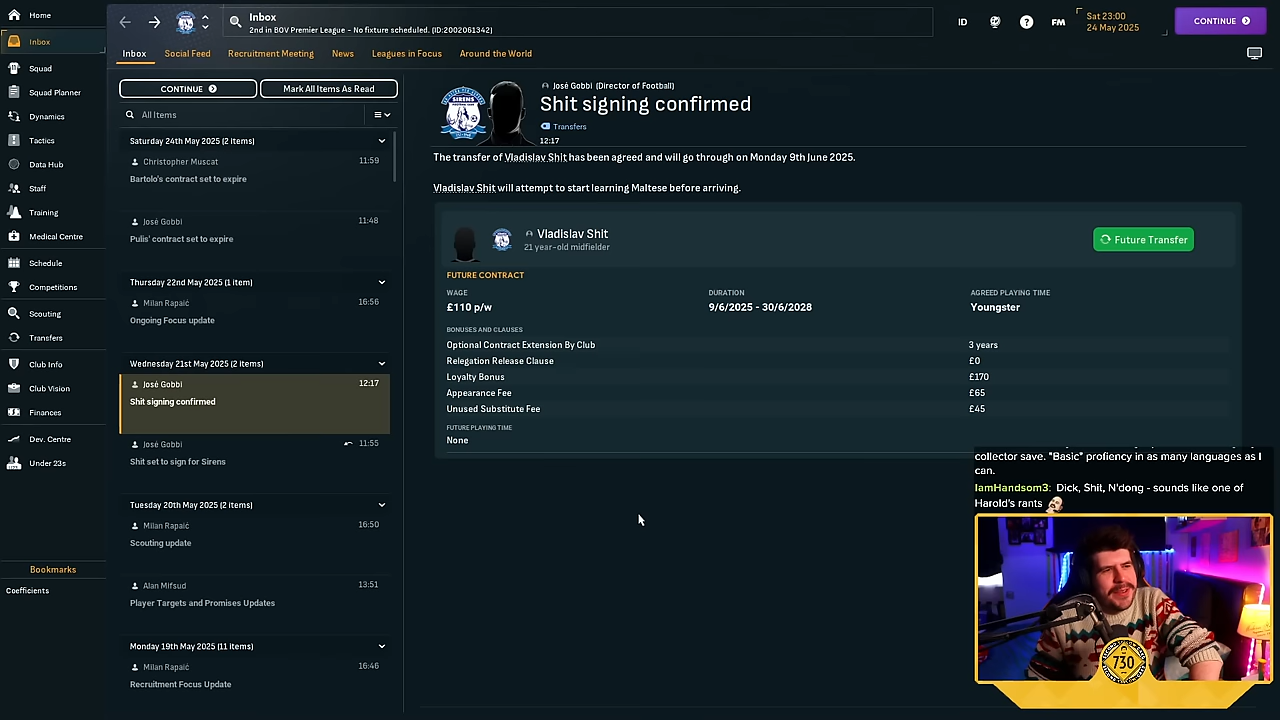 Home
Inbox
Squad
Squad Planner
Dynamics
Tactics
Data Hub
Staff
Training
Medical Centre
Schedule
Competitions
Scouting
Transfers
Club Info
Club Vision
Finances
Dev. Centre
Under 23s
Bookmarks
Coefficients
Inbox
2nd in BOV Premier League - No fixture scheduled. (ID:2002061342)
ID
FM
Sat 23:00
24 May 2025
CONTINUE
Inbox
Social Feed
Recruitment Meeting
News
Leagues in Focus
Around the World
CONTINUE
Mark All Items As Read
All Items
Saturday 24th May 2025 (2 items)
Christopher Muscat 11:59
Bartolo's contract set to expire
José Gobbi 11:48
Pulis' contract set to expire
Thursday 22nd May 2025 (1 item)
Milan Rapaić 16:56
Ongoing Focus update
Wednesday 21st May 2025 (2 items)
José Gobbi 12:17
Shit signing confirmed
José Gobbi 11:55
Shit set to sign for Sirens
Tuesday 20th May 2025 (2 items)
Milan Rapaić 16:50
Scouting update
Alan Mifsud 13:51
Player Targets and Promises Updates
Monday 19th May 2025 (11 items)
Milan Rapaić 16:46
Recruitment Focus Update
SIRENS
José Gobbi (Director of Football)
Shit signing confirmed
Transfers
12:17
The transfer of Vladislav Shit has been agreed and will go through on Monday 9th June 2025.
Vladislav Shit will attempt to start learning Maltese before arriving.
Vladislav Shit
21 year-old midfielder
Future Transfer
FUTURE CONTRACT
WAGE DURATION AGREED PLAYING TIME
£110 p/w 9/6/2025 - 30/6/2028 Youngster
BONUSES AND CLAUSES
Optional Contract Extension By Club 3 years
Relegation Release Clause £0
Loyalty Bonus £170
Appearance Fee £65
Unused Substitute Fee £45
FUTURE PLAYING TIME
None
collector save. "Basic" profiency in as many languages as I
can.
IamHandsom3: Dick, Shit, N'dong - sounds like one of
Harold's rants
730